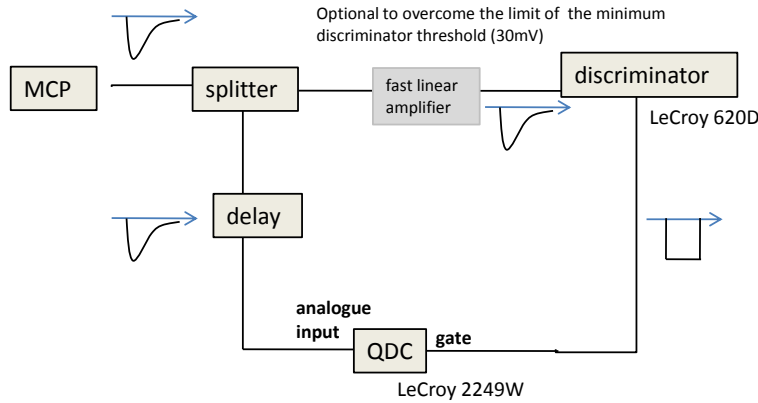 Optional to overcome the limit of the minimum
discriminator threshold (30mV)
MCP
splitter
fast linear
amplifier
discriminator
LeCroy 620D
delay
analogue
input
QDC
gate
LeCroy 2249W